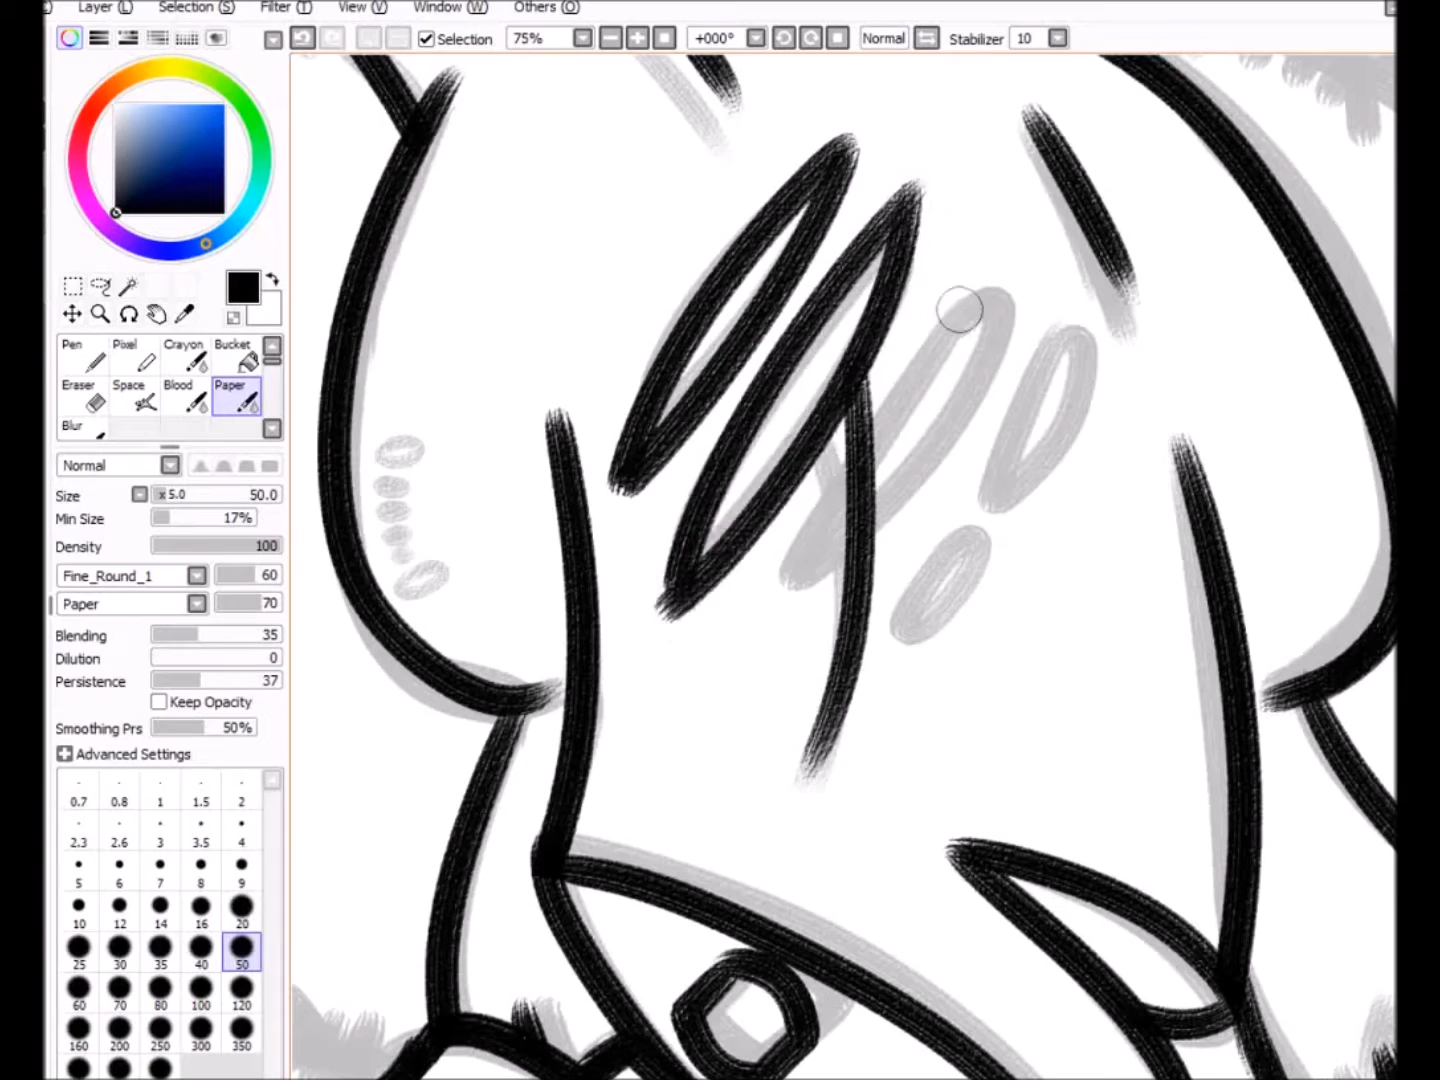 Layer (L) Selection (S) Filter (T) View (V) Window (W) Others (O)
Selection 75% +000° Normal Stabilizer 10
Pen Pixel Crayon Bucket
Eraser Space Blood Paper
Blur
Normal
Size x 5.0 50.0
Min Size 17%
Density 100
Fine_Round_1 60
Paper 70
Blending 35
Dilution 0
Persistence 37
Keep Opacity
Smoothing Prs 50%
Advanced Settings
0.7 0.8 1 1.5 2
2.3 2.6 3 3.5 4
5 6 7 8 9
10 12 14 16 20
25 30 35 40 50
60 70 80 100 120
160 200 250 300 350